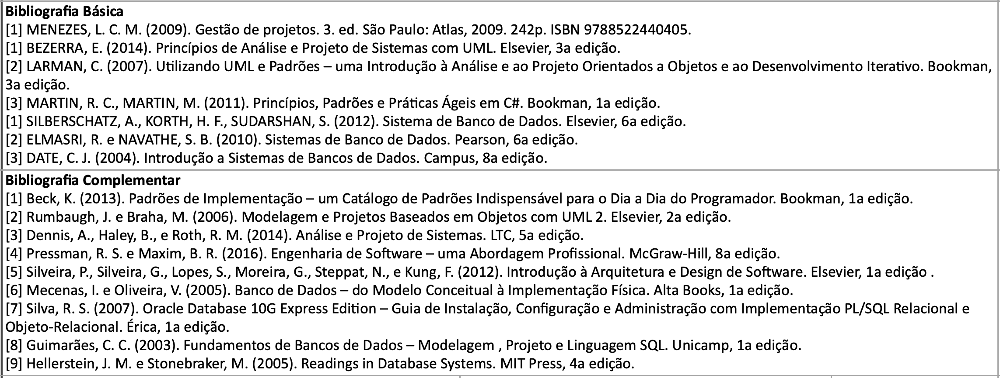 Bibliografia Básica
[1] MENEZES, L. C. M. (2009). Gestão de projetos. 3. ed. São Paulo: Atlas, 2009. 242p. ISBN 9788522440405.
[1] BEZERRA, E. (2014). Princípios de Análise e Projeto de Sistemas com UML. Elsevier, 3a edição.
[2] LARMAN, C. (2007). Utilizando UML e Padrões – uma Introdução à Análise e ao Projeto Orientados a Objetos e ao Desenvolvimento Iterativo. Bookman,
3a edição.
[3] MARTIN, R. C., MARTIN, M. (2011). Princípios, Padrões e Práticas Ágeis em C#. Bookman, 1a edição.
[1] SILBERSCHATZ, A., KORTH, H. F., SUDARSHAN, S. (2012). Sistema de Banco de Dados. Elsevier, 6a edição.
[2] ELMASRI, R. e NAVATHE, S. B. (2010). Sistemas de Banco de Dados. Pearson, 6a edição.
[3] DATE, C. J. (2004). Introdução a Sistemas de Bancos de Dados. Campus, 8a edição.
Bibliografia Complementar
[1] Beck, K. (2013). Padrões de Implementação – um Catálogo de Padrões Indispensável para o Dia a Dia do Programador. Bookman, 1a edição.
[2] Rumbaugh, J. e Braha, M. (2006). Modelagem e Projetos Baseados em Objetos com UML 2. Elsevier, 2a edição.
[3] Dennis, A., Haley, B., e Roth, R. M. (2014). Análise e Projeto de Sistemas. LTC, 5a edição.
[4] Pressman, R. S. e Maxim, B. R. (2016). Engenharia de Software – uma Abordagem Profissional. McGraw-Hill, 8a edição.
[5] Silveira, P., Silveira, G., Lopes, S., Moreira, G., Steppat, N., e Kung, F. (2012). Introdução à Arquitetura e Design de Software. Elsevier, 1a edição .
[6] Mecenas, I. e Oliveira, V. (2005). Banco de Dados – do Modelo Conceitual à Implementação Física. Alta Books, 1a edição.
[7] Silva, R. S. (2007). Oracle Database 10G Express Edition – Guia de Instalação, Configuração e Administração com Implementação PL/SQL Relacional e
Objeto-Relacional. Érica, 1a edição.
[8] Guimarães, C. C. (2003). Fundamentos de Bancos de Dados – Modelagem , Projeto e Linguagem SQL. Unicamp, 1a edição.
[9] Hellerstein, J. M. e Stonebraker, M. (2005). Readings in Database Systems. MIT Press, 4a edição.